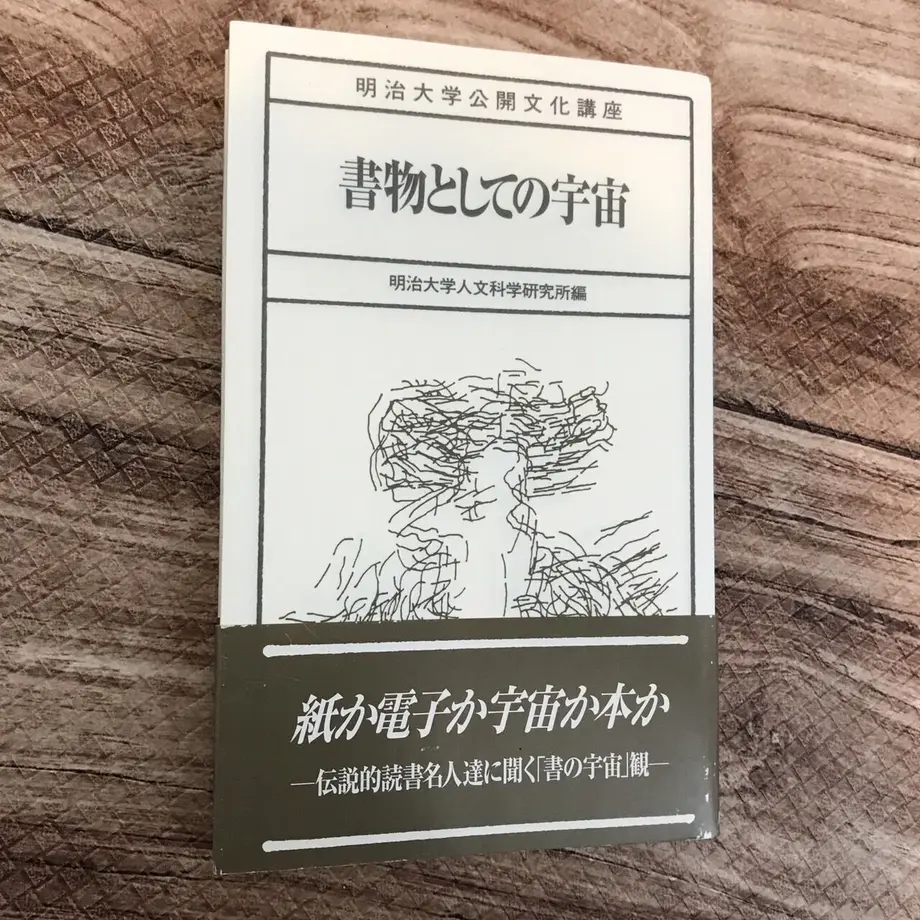 明治大学公開文化講座
書物としての宇宙
明治大学人文科学研究所編
紙か電子か宇宙か本か
―伝説的読書名人達に聞く「書の宇宙」観―